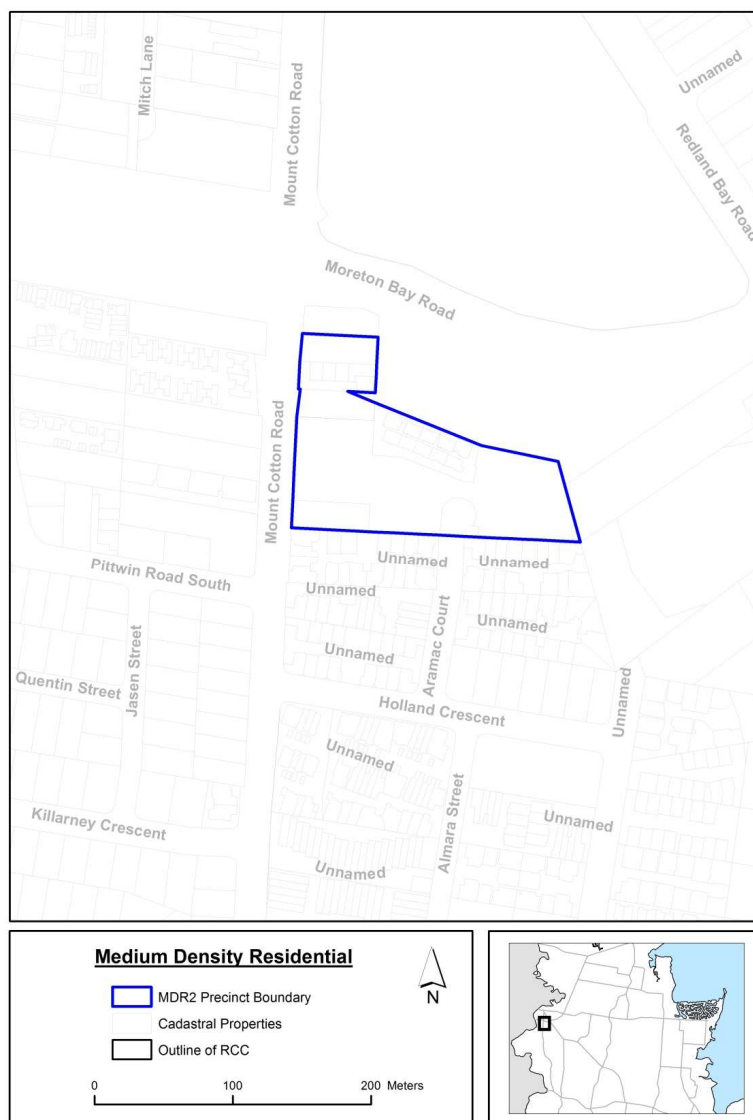 Mitch Lane
Mount Cotton Road
Unnamed
Redland Bay Road
Moreton Bay Road
Mount Cotton Road
Pittwin Road South
Unnamed
Unnamed
Unnamed
Unnamed
Jasen Street
Aramac Court
Unnamed
Quentin Street
Holland Crescent
Unnamed
Unnamed
Killarney Crescent
Almara Street
Unnamed
Unnamed
Medium Density Residential
MDR2 Precinct Boundary
Cadastral Properties
Outline of RCC
N
0 100 200 Meters